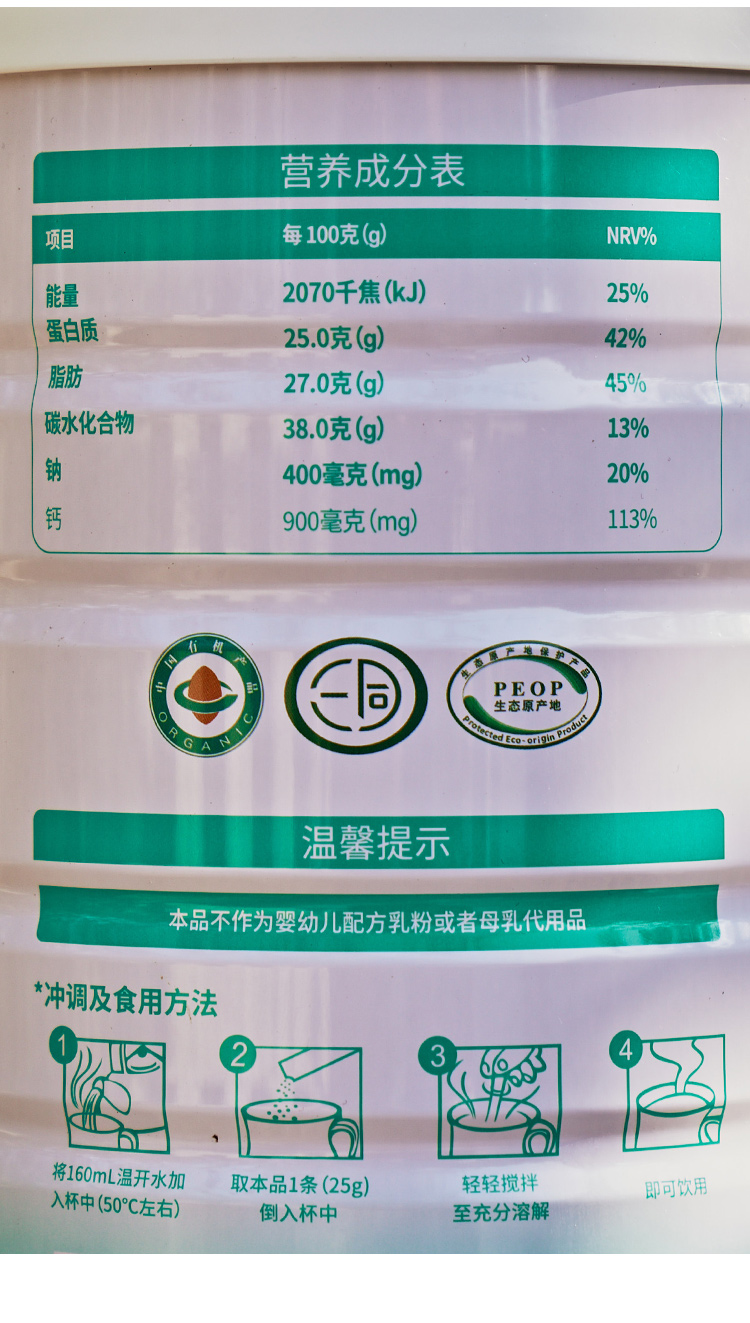 营养成分表
项目 每100克(g) NRV%
能量 2070千焦(kJ) 25%
蛋白质 25.0克(g) 42%
脂肪 27.0克(g) 45%
碳水化合物 38.0克(g) 13%
钠 400毫克(mg) 20%
钙 900毫克(mg) 113%
中国有机产品
ORGANIC
生态原产地保护产品
PEOP
生态原产地
Protected Eco-origin Product
温馨提示
本品不作为婴幼儿配方乳粉或者母乳代用品
*冲调及食用方法
1 2 3 4
将160mL温开水加
入杯中(50℃左右)
取本品1条(25g)
倒入杯中
轻轻搅拌
至充分溶解
即可饮用